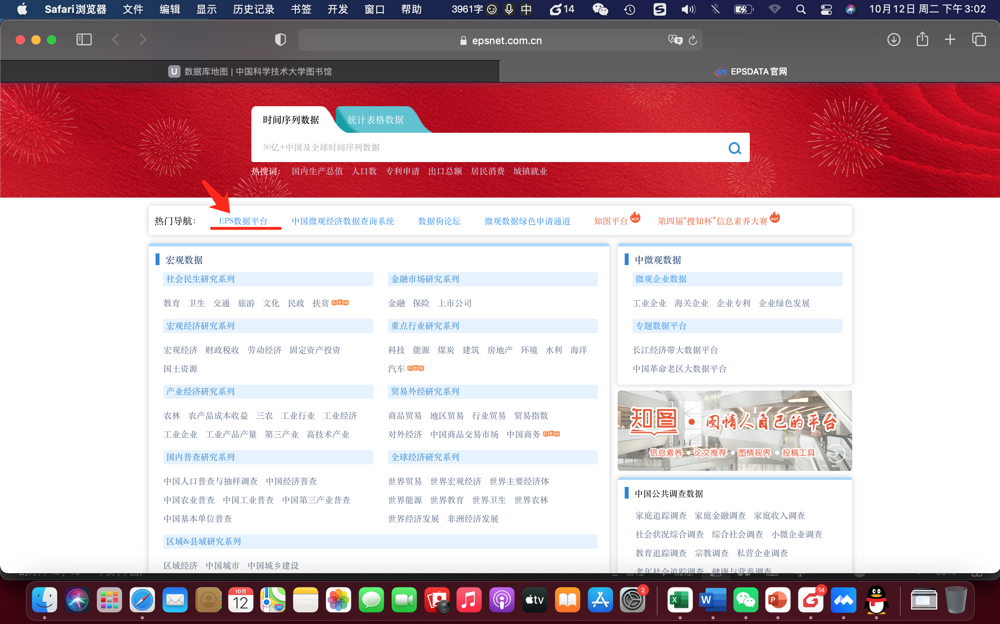 Safari浏览器 文件 编辑 显示 历史记录 书签 开发 窗口 帮助 3961字 中 14 10月12日 周二 下午3:02
epsnet.com.cn
U 数据库地图 | 中国科学技术大学图书馆
EPS EPSDATA官网
时间序列数据 统计表格数据
50亿+中国及全球时间序列数据
热搜词: 国内生产总值 人口数 专利申请 出口总额 居民消费 城镇就业
热门导航: EPS数据平台 中国微观经济数据查询系统 数据狗论坛 微观数据绿色申请通道 知图平台 HOT 第四届“搜知杯”信息素养大赛 HOT
宏观数据
社会民生研究系列
教育 卫生 交通 旅游 文化 民政 扶贫 new
金融市场研究系列
金融 保险 上市公司
宏观经济研究系列
宏观经济 财政税收 劳动经济 固定资产投资
国土资源
重点行业研究系列
科技 能源 煤炭 建筑 房地产 环境 水利 海洋
汽车 new
产业经济研究系列
农林 农产品成本收益 三农 工业行业 工业经济
工业企业 工业产品产量 第三产业 高技术产业
贸易外经研究系列
商品贸易 地区贸易 行业贸易 贸易指数
对外经济 中国商品交易市场 中国商务 new
国内普查研究系列
中国人口普查与抽样调查 中国经济普查
中国农业普查 中国工业普查 中国第三产业普查
中国基本单位普查
全球经济研究系列
世界贸易 世界宏观经济 世界主要经济体
世界能源 世界教育 世界卫生 世界农林
世界经济发展 非洲经济发展
区域&县域研究系列
区域经济 中国城市 中国城乡建设
中微观数据
微观企业数据
工业企业 海关企业 企业专利 企业绿色发展
专题数据平台
长江经济带大数据平台
中国革命老区大数据平台
知图 • 图情人自己的平台
信息素养 • 论文推荐 • 图情视界 • 投稿工具
中国公共调查数据
家庭追踪调查 家庭金融调查 家庭收入调查
社会状况综合调查 综合社会调查 小微企业调查
教育追踪调查 宗教调查 私营企业调查
老年社会追踪调查 健康与营养调查
10月
12
280
tv
2
X
W
P
14